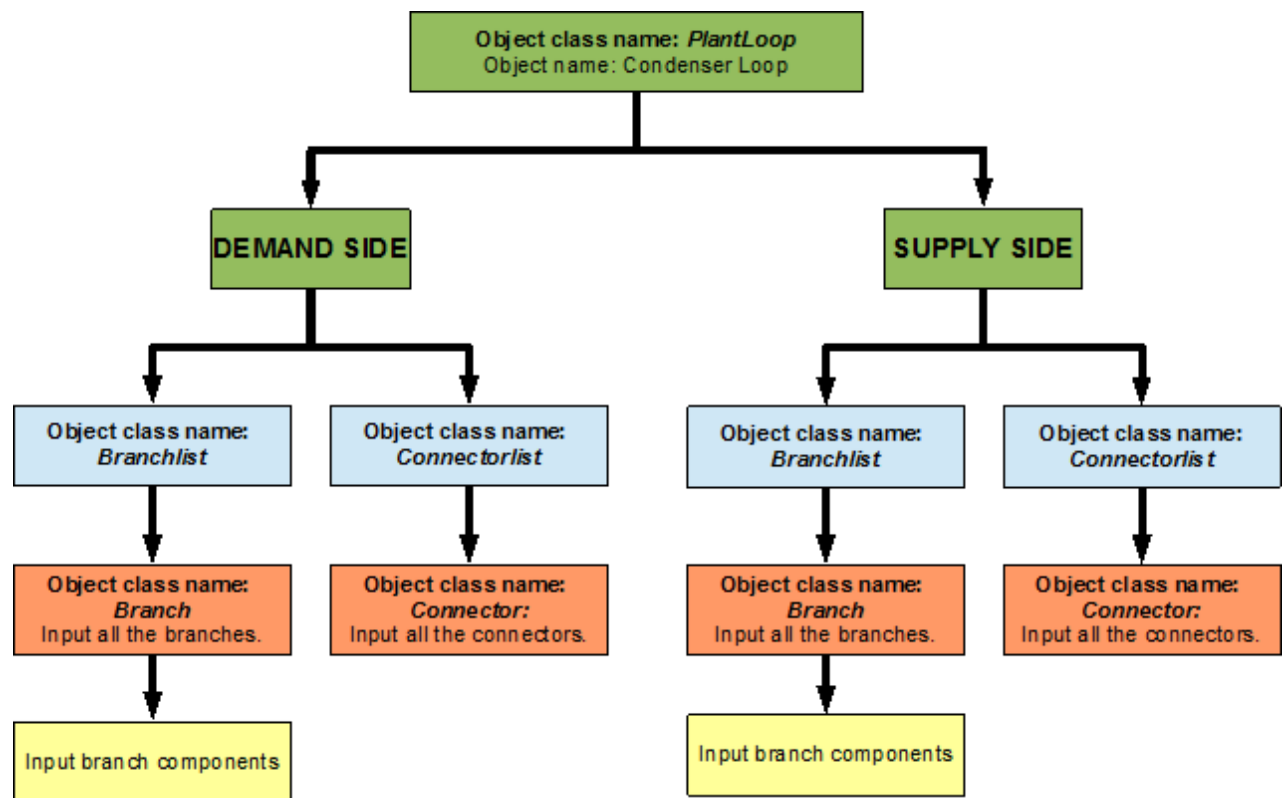 Object class name: PlantLoop
Object name: Condenser Loop
DEMAND SIDE
SUPPLY SIDE
Object class name:
Branchlist
Object class name:
Connectorlist
Object class name:
Branchlist
Object class name:
Connectorlist
Object class name:
Branch
Input all the branches.
Object class name:
Connector:
Input all the connectors.
Object class name:
Branch
Input all the branches.
Object class name:
Connector:
Input all the connectors.
Input branch components
Input branch components